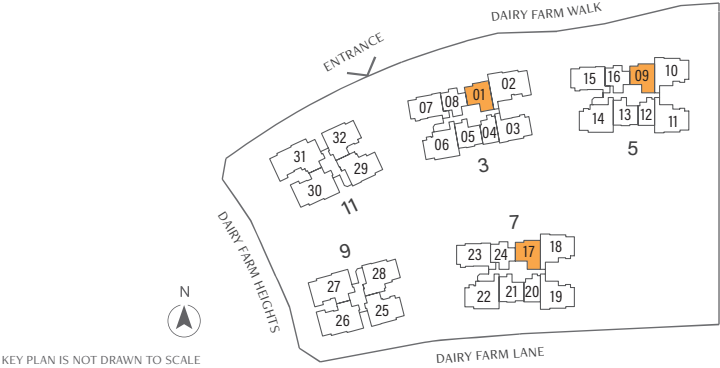 DAIRY FARM WALK
ENTRANCE
15 16 09 10
14 13 12 11
5
07 08 01 02
06 05 04 03
3
31 32
30 29
11
7
23 24 17 18
22 21 20 19
9
27 28
26 25
DAIRY FARM HEIGHTS
N
DAIRY FARM LANE
KEY PLAN IS NOT DRAWN TO SCALE